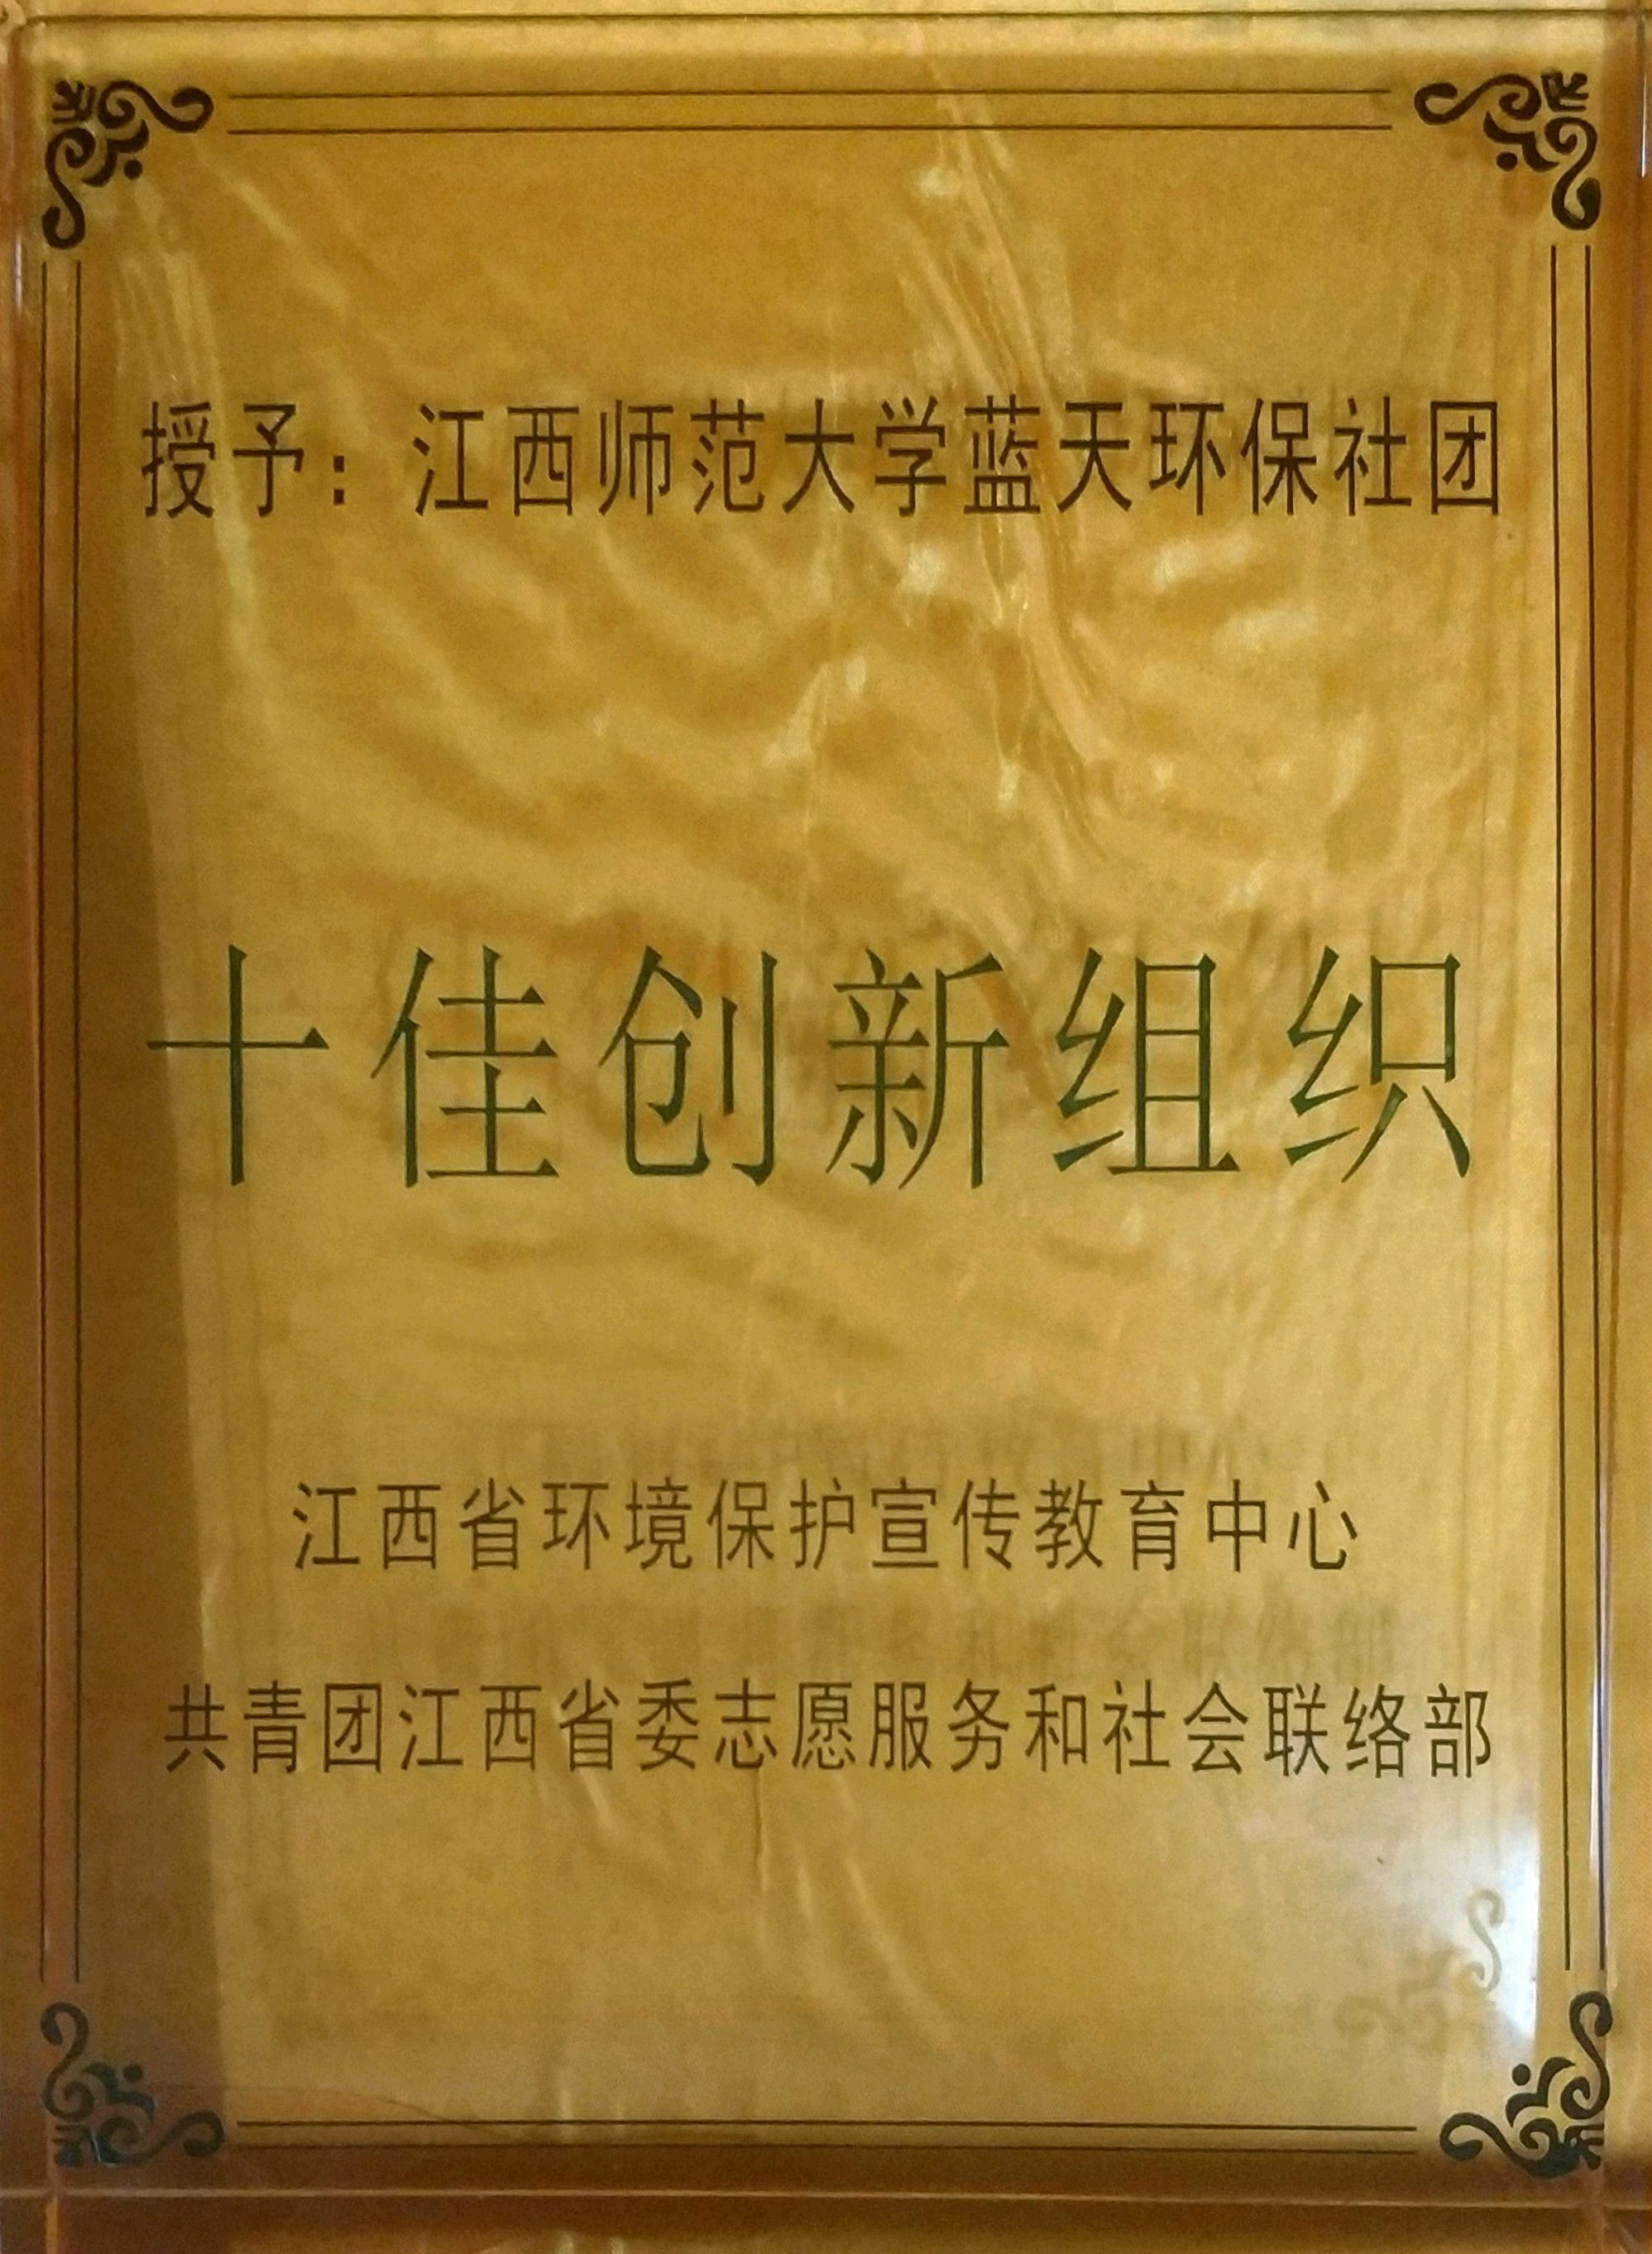 授予：江西师范大学蓝天环保社团
十佳创新组织
江西省环境保护宣传教育中心
共青团江西省委志愿服务和社会联络部